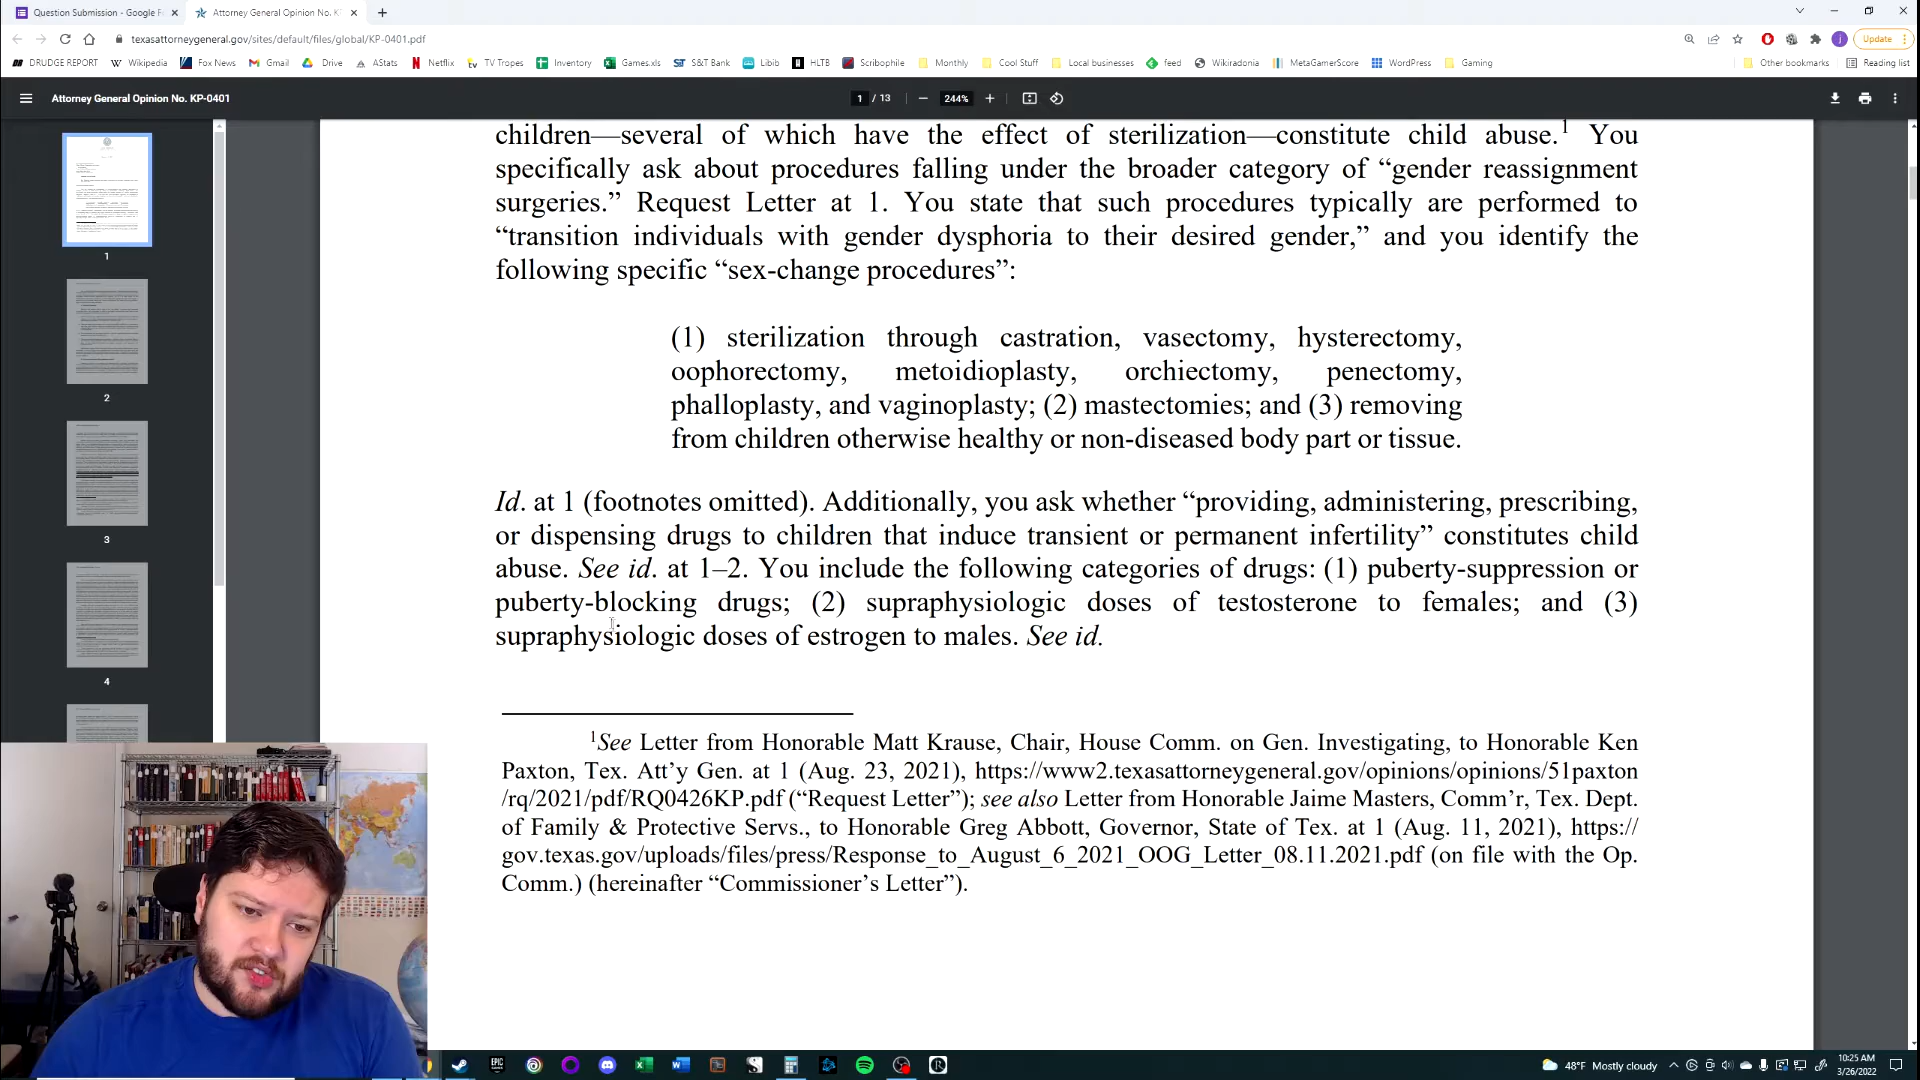 Question Submission - Google F
Attorney General Opinion No. K
texasattorneygeneral.gov/sites/default/files/global/KP-0401.pdf
Update
DRUDGE REPORT
Wikipedia
Fox News
Gmail
Drive
AStats
Netflix
TV Tropes
Inventory
Games.xls
S&T Bank
Libib
HLTB
Scribophile
Monthly
Cool Stuff
Local businesses
feed
Wikiradonia
MetaGamerScore
WordPress
Gaming
Other bookmarks
Reading list
Attorney General Opinion No. KP-0401
1 / 13
244%
children—several of which have the effect of sterilization—constitute child abuse.1 You
specifically ask about procedures falling under the broader category of “gender reassignment
surgeries.” Request Letter at 1. You state that such procedures typically are performed to
“transition individuals with gender dysphoria to their desired gender,” and you identify the
following specific “sex-change procedures”:
(1) sterilization through castration, vasectomy, hysterectomy,
oophorectomy, metoidioplasty, orchiectomy, penectomy,
phalloplasty, and vaginoplasty; (2) mastectomies; and (3) removing
from children otherwise healthy or non-diseased body part or tissue.
Id. at 1 (footnotes omitted). Additionally, you ask whether “providing, administering, prescribing,
or dispensing drugs to children that induce transient or permanent infertility” constitutes child
abuse. See id. at 1–2. You include the following categories of drugs: (1) puberty-suppression or
puberty-blocking drugs; (2) supraphysiologic doses of testosterone to females; and (3)
supraphysiologic doses of estrogen to males. See id.
1See Letter from Honorable Matt Krause, Chair, House Comm. on Gen. Investigating, to Honorable Ken
Paxton, Tex. Att’y Gen. at 1 (Aug. 23, 2021), https://www2.texasattorneygeneral.gov/opinions/opinions/51paxton
/rq/2021/pdf/RQ0426KP.pdf (“Request Letter”); see also Letter from Honorable Jaime Masters, Comm’r, Tex. Dept.
of Family & Protective Servs., to Honorable Greg Abbott, Governor, State of Tex. at 1 (Aug. 11, 2021), https://
gov.texas.gov/uploads/files/press/Response_to_August_6_2021_OOG_Letter_08.11.2021.pdf (on file with the Op.
Comm.) (hereinafter “Commissioner’s Letter”).
1
2
3
4
48°F Mostly cloudy
10:25 AM
3/26/2022